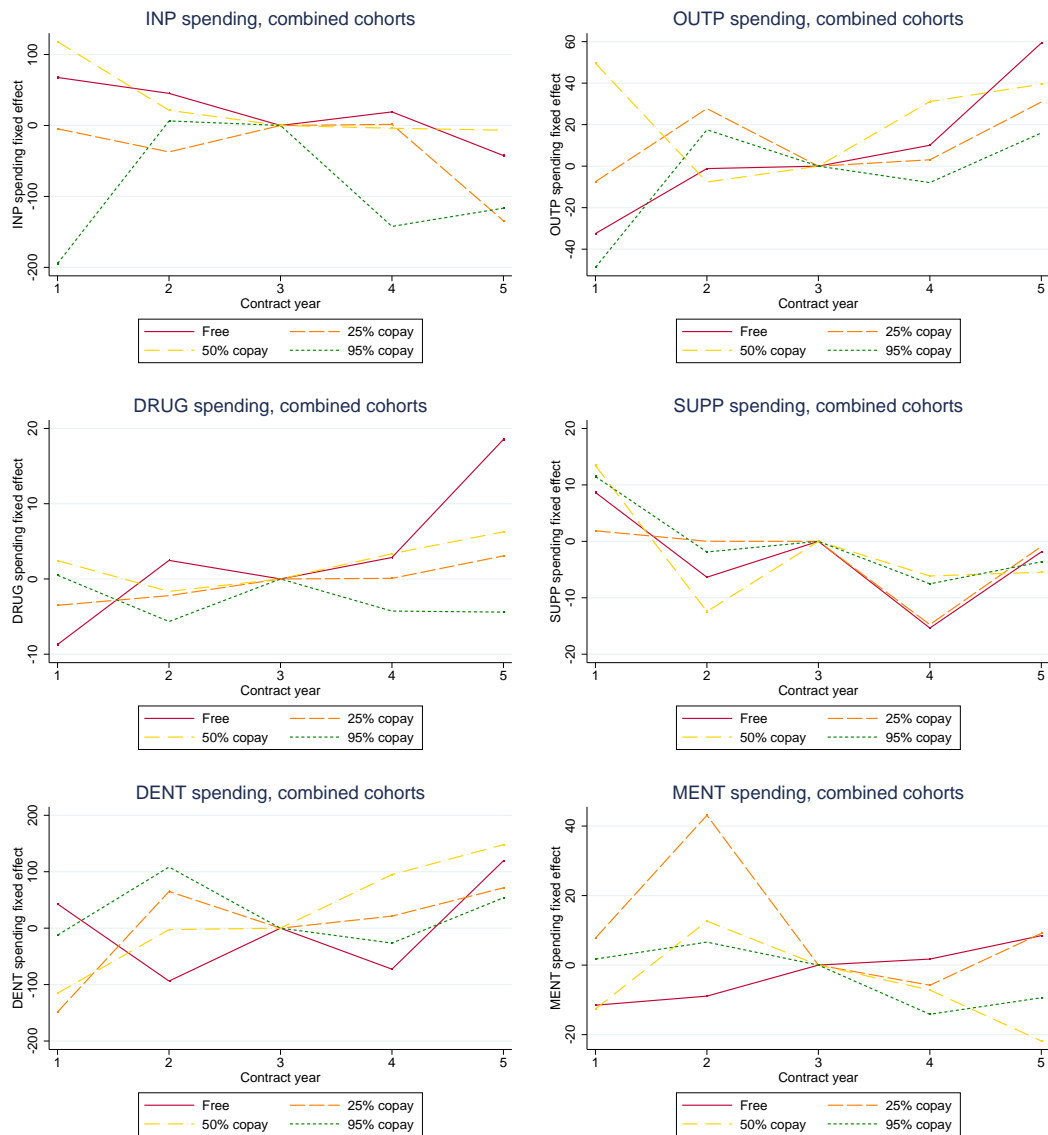 INP spending, combined cohorts
INP spending fixed effect
100
0
-100
-200
1 2 3 4 5
Contract year
Free 25% copay
50% copay 95% copay
OUTP spending, combined cohorts
OUTP spending fixed effect
60
40
20
0
-20
-40
1 2 3 4 5
Contract year
Free 25% copay
50% copay 95% copay
DRUG spending, combined cohorts
DRUG spending fixed effect
20
10
0
-10
1 2 3 4 5
Contract year
Free 25% copay
50% copay 95% copay
SUPP spending, combined cohorts
SUPP spending fixed effect
20
10
0
-10
-20
1 2 3 4 5
Contract year
Free 25% copay
50% copay 95% copay
DENT spending, combined cohorts
DENT spending fixed effect
200
100
0
-100
-200
1 2 3 4 5
Contract year
Free 25% copay
50% copay 95% copay
MENT spending, combined cohorts
MENT spending fixed effect
40
20
0
-20
1 2 3 4 5
Contract year
Free 25% copay
50% copay 95% copay